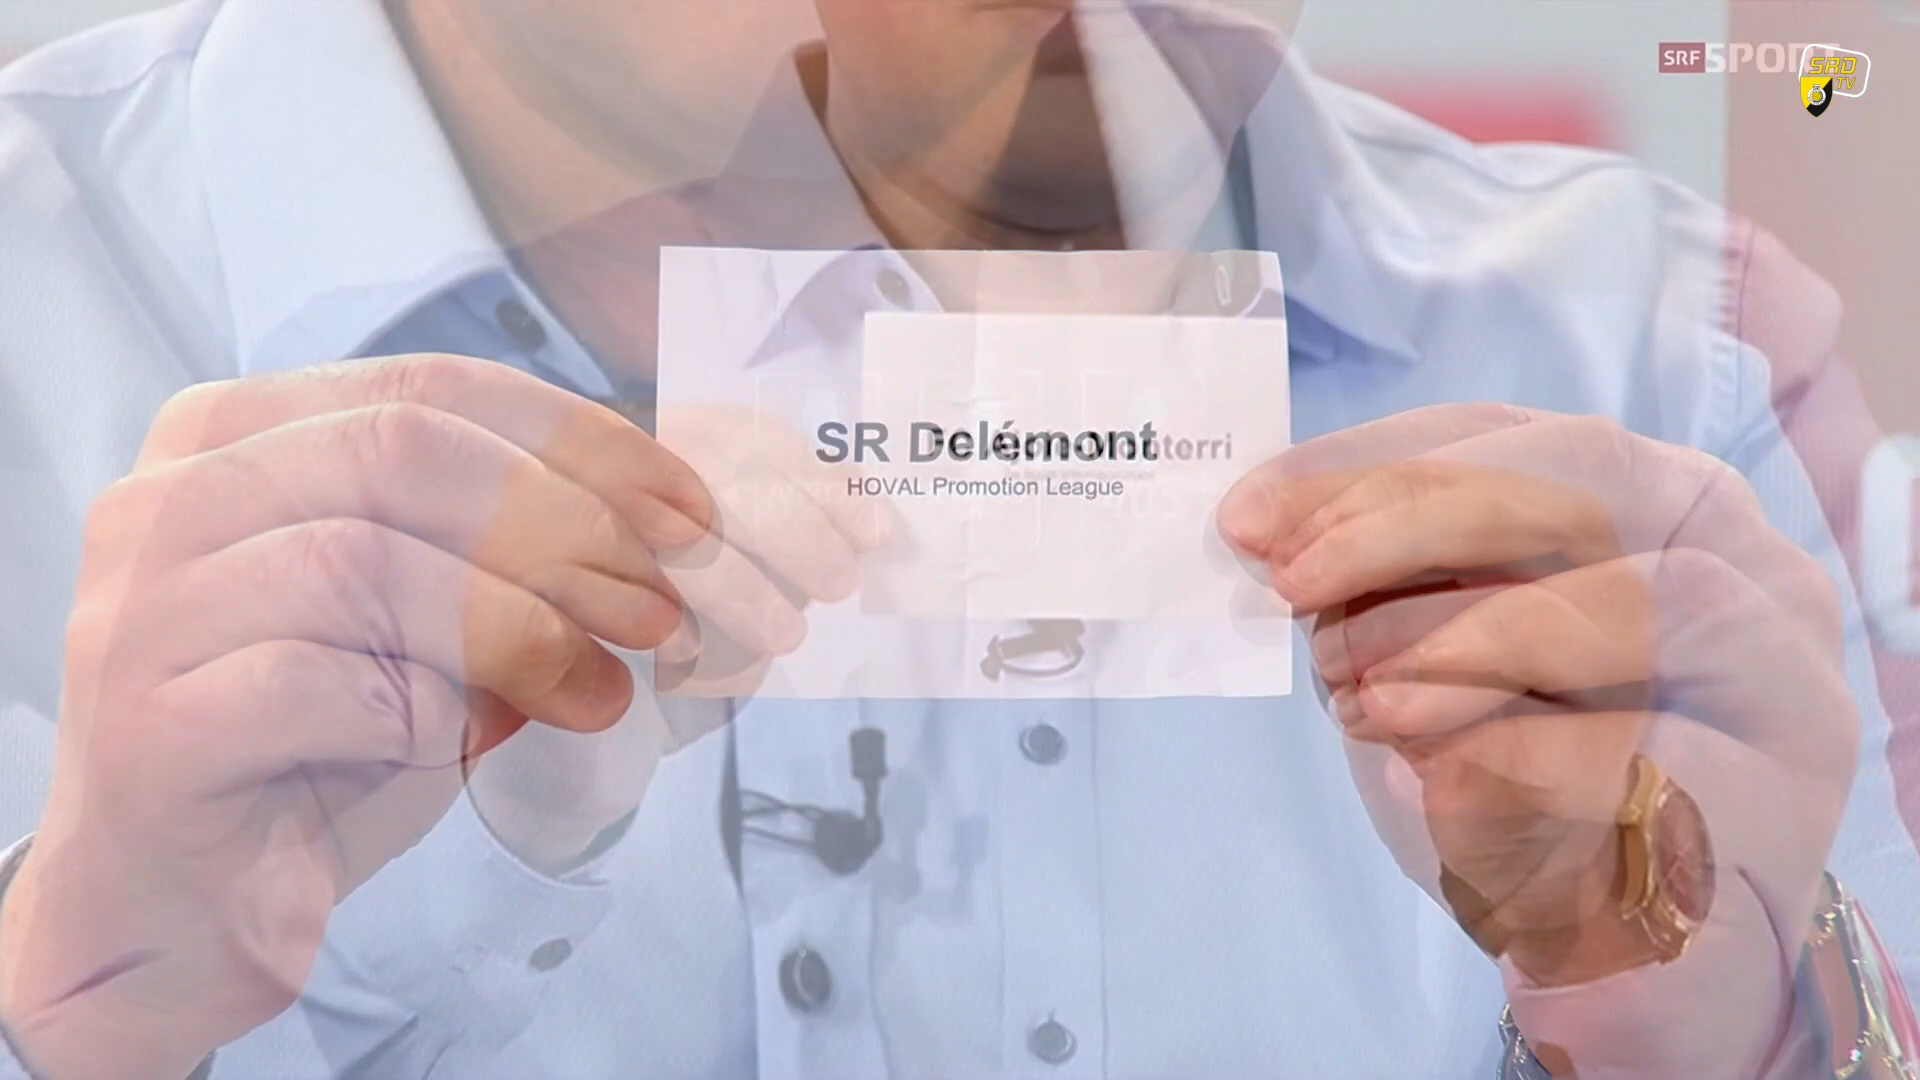 SRF SPORT
SRD
TV
SR Delémont
HOVAL Promotion League